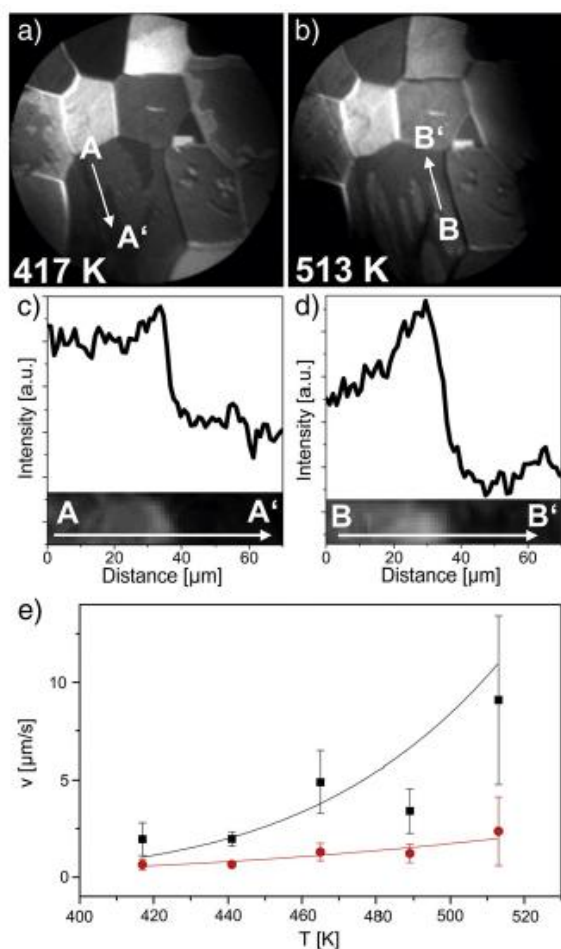 a)
A
A‘
417 K
b)
B‘
B
513 K
c)
Intensity [a.u.]
A A‘
0 20 40 60
Distance [µm]
d)
Intensity [a.u.]
B B‘
0 20 40 60
Distance [µm]
e)
v [µm/s]
10
5
0
400 420 440 460 480 500 520
T [K]